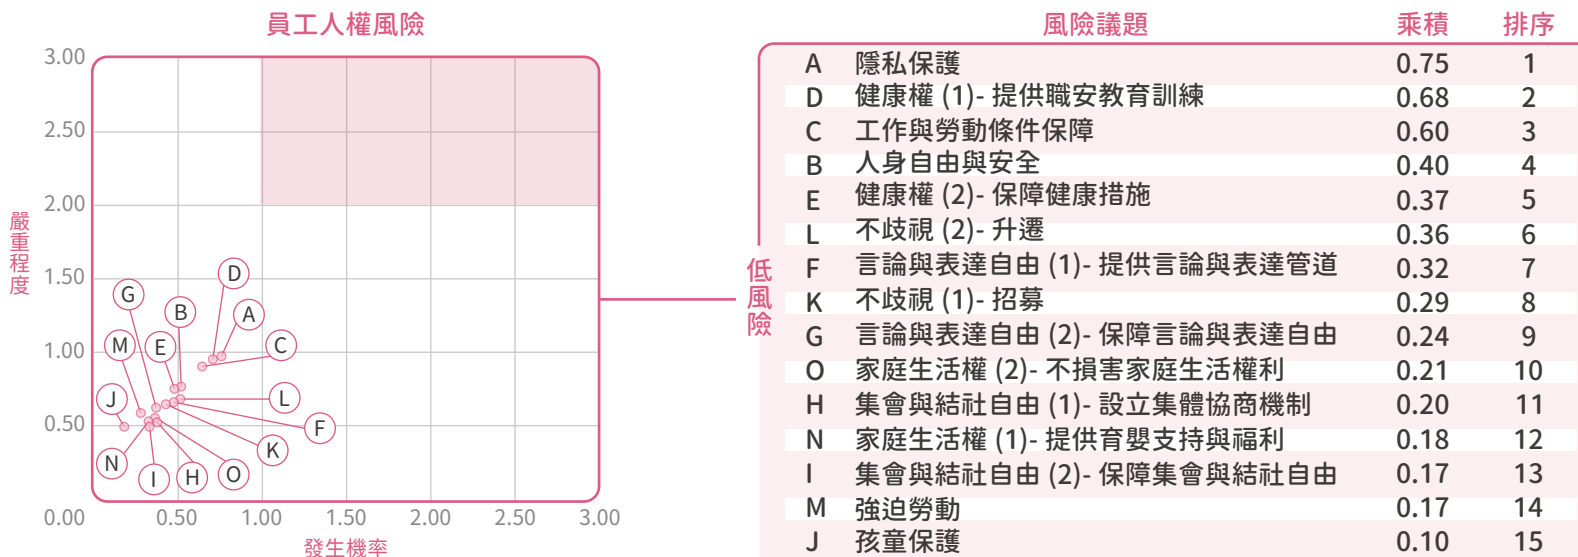 員工人權風險
3.00
2.50
2.00
1.50
1.00
0.50
0.00
嚴重程度
0.50
1.00
1.50
2.00
2.50
3.00
發生機率
D
G
B
A
M
E
C
J
L
F
K
N
I
H
O
低風險
風險議題 乘積 排序
A 隱私保護 0.75 1
D 健康權 (1)- 提供職安教育訓練 0.68 2
C 工作與勞動條件保障 0.60 3
B 人身自由與安全 0.40 4
E 健康權 (2)- 保障健康措施 0.37 5
L 不歧視 (2)- 升遷 0.36 6
F 言論與表達自由 (1)- 提供言論與表達管道 0.32 7
K 不歧視 (1)- 招募 0.29 8
G 言論與表達自由 (2)- 保障言論與表達自由 0.24 9
O 家庭生活權 (2)- 不損害家庭生活權利 0.21 10
H 集會與結社自由 (1)- 設立集體協商機制 0.20 11
N 家庭生活權 (1)- 提供育嬰支持與福利 0.18 12
I 集會與結社自由 (2)- 保障集會與結社自由 0.17 13
M 強迫勞動 0.17 14
J 孩童保護 0.10 15